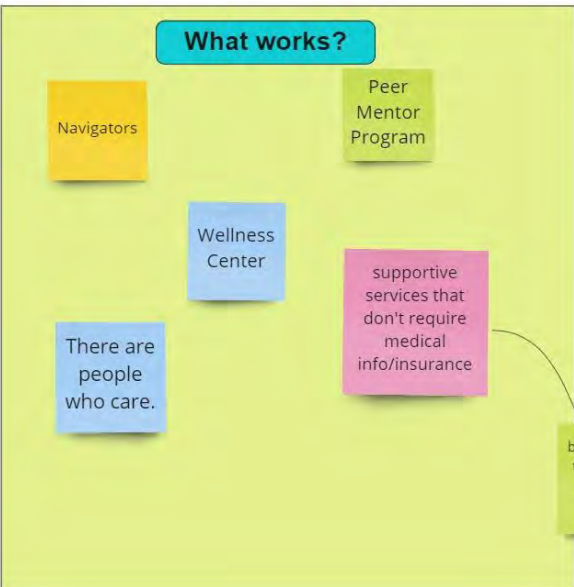 What works?
Navigators
Peer
Mentor
Program
Wellness
Center
supportive
services that
don't require
medical
info/insurance
There are
people
who care.